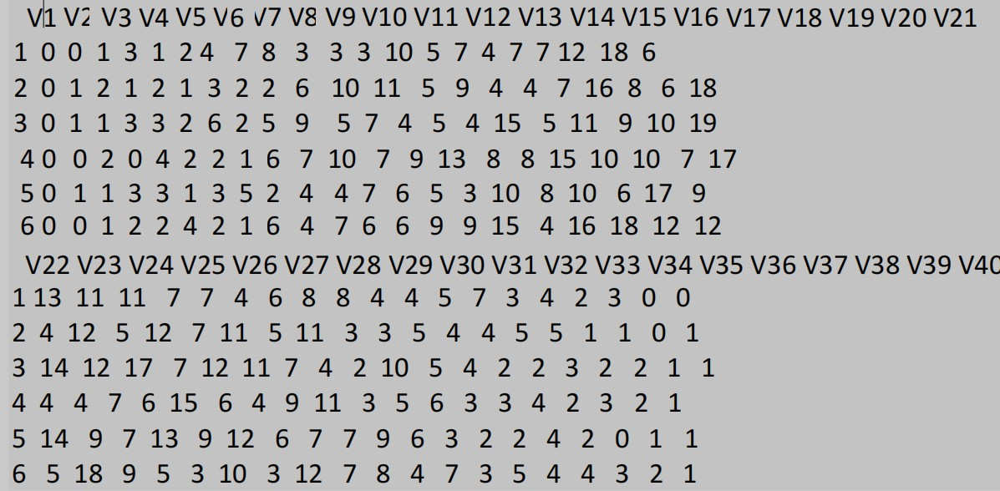 V1 V2 V3 V4 V5 V6 V7 V8 V9 V10 V11 V12 V13 V14 V15 V16 V17 V18 V19 V20 V21
1 0 0 1 3 1 2 4 7 8 3 3 3 10 5 7 4 7 7 12 18 6
2 0 1 2 1 2 1 3 2 2 6 10 11 5 9 4 4 7 16 8 6 18
3 0 1 1 3 3 2 6 2 5 9 5 7 4 5 4 15 5 11 9 10 19
4 0 0 2 0 4 2 2 1 6 7 10 7 9 13 8 8 15 10 10 7 17
5 0 1 1 3 3 1 3 5 2 4 4 7 6 5 3 10 8 10 6 17 9
6 0 0 1 2 2 4 2 1 6 4 7 6 6 9 9 15 4 16 18 12 12
V22 V23 V24 V25 V26 V27 V28 V29 V30 V31 V32 V33 V34 V35 V36 V37 V38 V39 V40
1 13 11 11 7 7 4 6 8 8 4 4 5 7 3 4 2 3 0 0
2 4 12 5 12 7 11 5 11 3 3 5 4 4 5 5 1 1 0 1
3 14 12 17 7 12 11 7 4 2 10 5 4 2 2 3 2 2 1 1
4 4 4 7 6 15 6 4 9 11 3 5 6 3 3 4 2 3 2 1
5 14 9 7 13 9 12 6 7 7 9 6 3 2 2 4 2 0 1 1
6 5 18 9 5 3 10 3 12 7 8 4 7 3 5 4 4 3 2 1